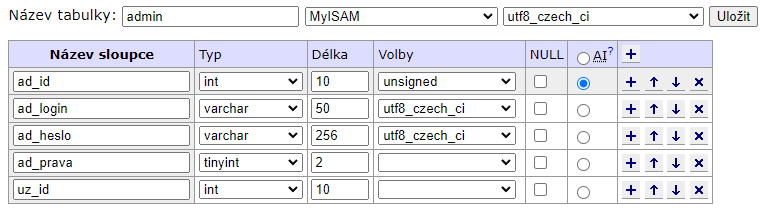 Název tabulky: admin MyISAM utf8_czech_ci Uložit
Název sloupce Typ Délka Volby NULL AI?
ad_id int 10 unsigned
ad_login varchar 50 utf8_czech_ci
ad_heslo varchar 256 utf8_czech_ci
ad_prava tinyint 2
uz_id int 10